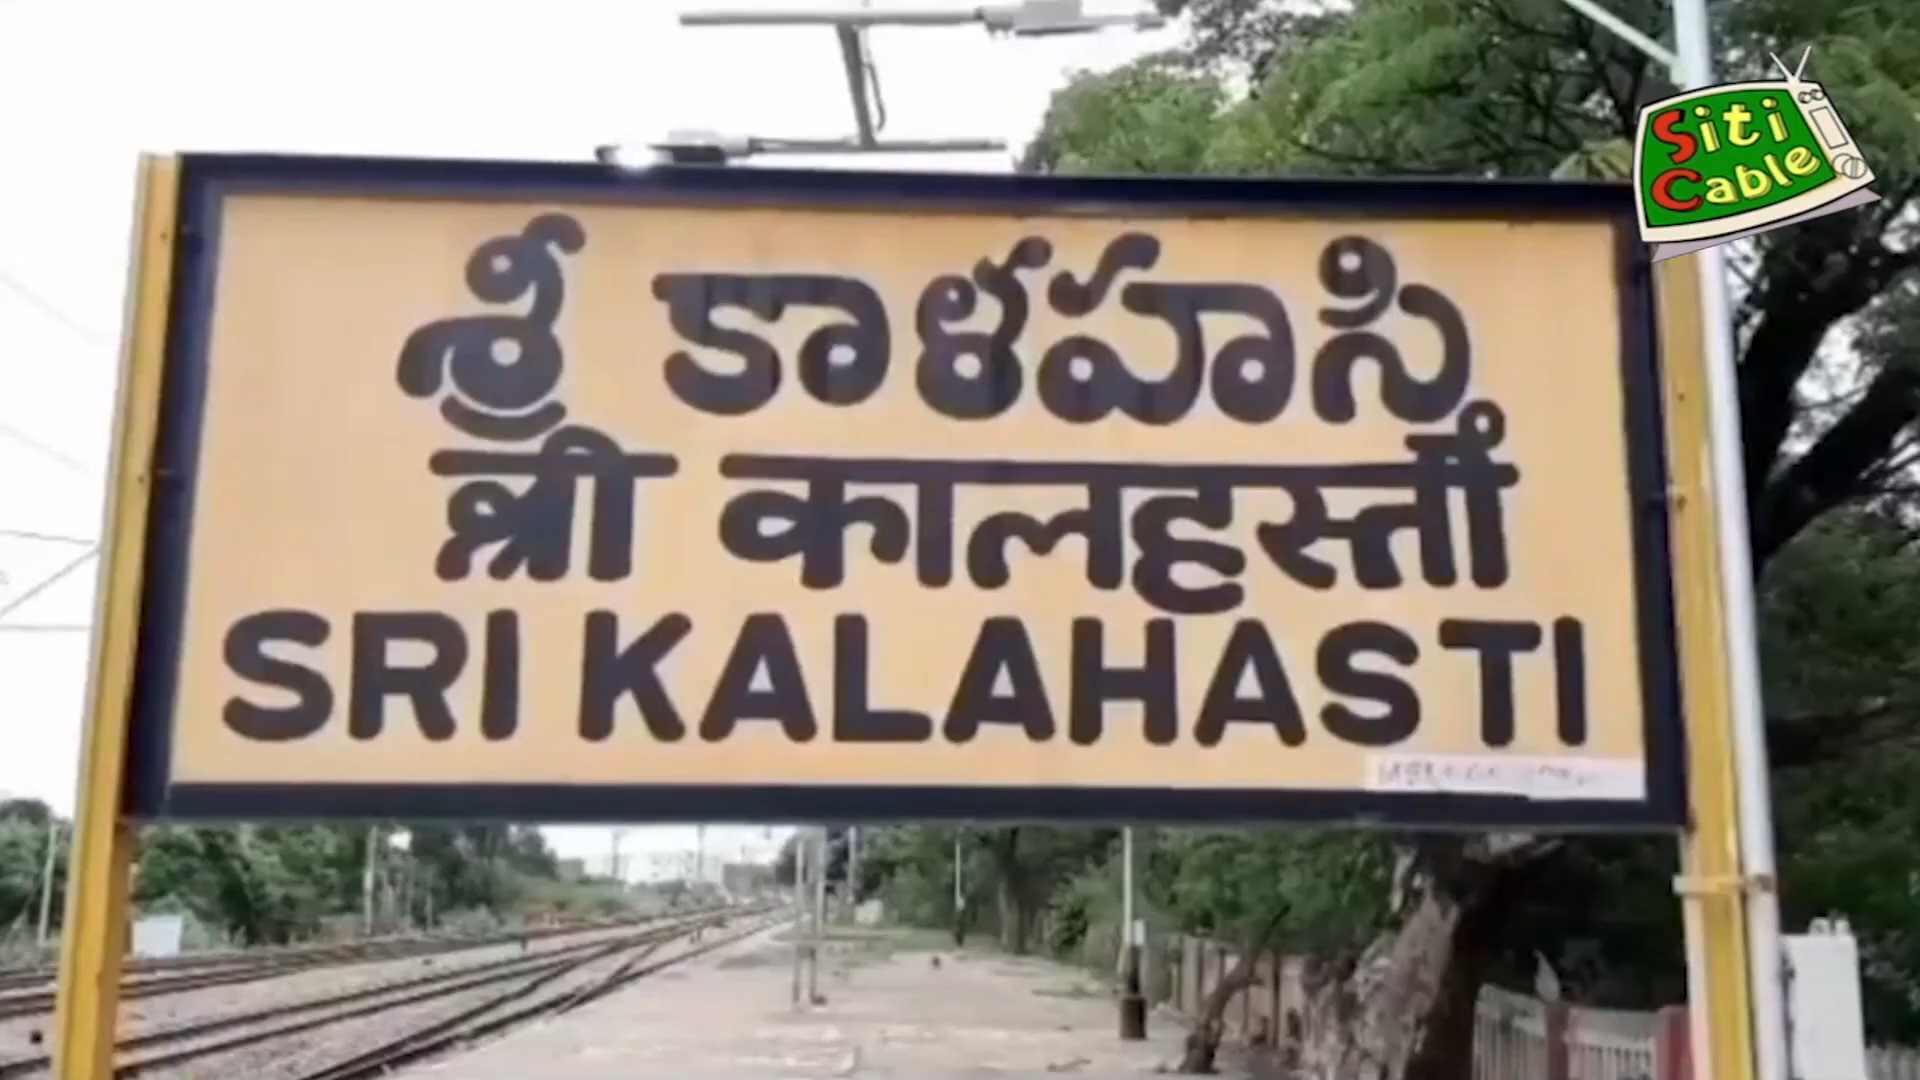 Siti
Cable
శ్రీ కాళహస్తి
श्री कालहस्ती
SRI KALAHASTI